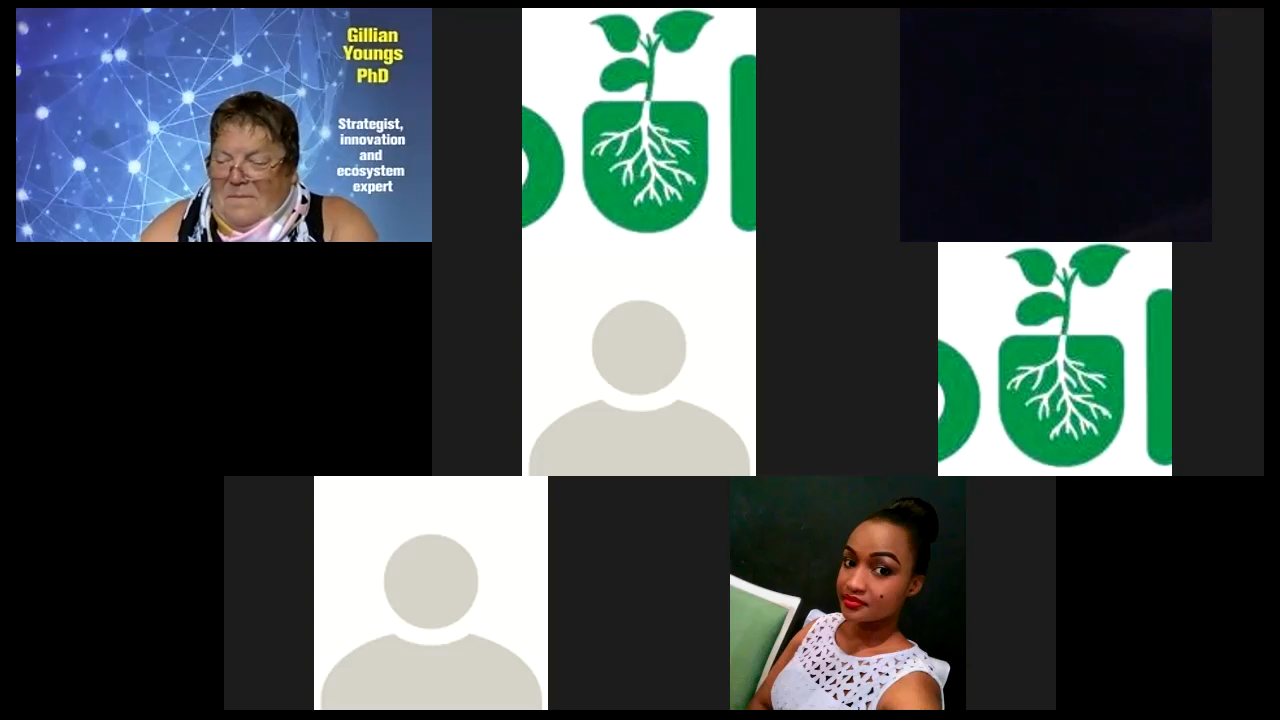 Gillian
Youngs
PhD
Strategist,
innovation
and
ecosystem
expert